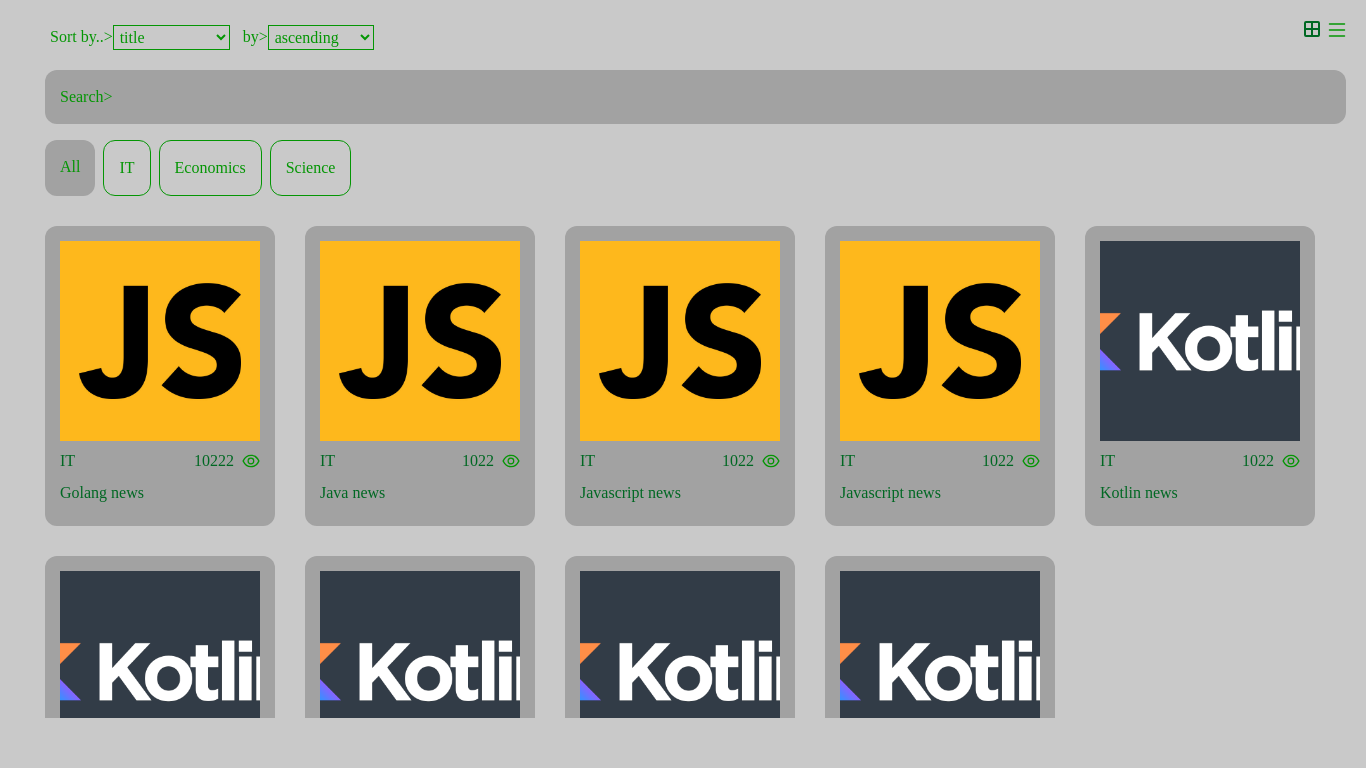 Sort by..> title by> ascending
Search>
All IT Economics Science
JS JS JS JS Kotlin
IT 10222 IT 1022 IT 1022 IT 1022 IT 1022
Golang news Java news Javascript news Javascript news Kotlin news
Kotlin Kotlin Kotlin Kotlin